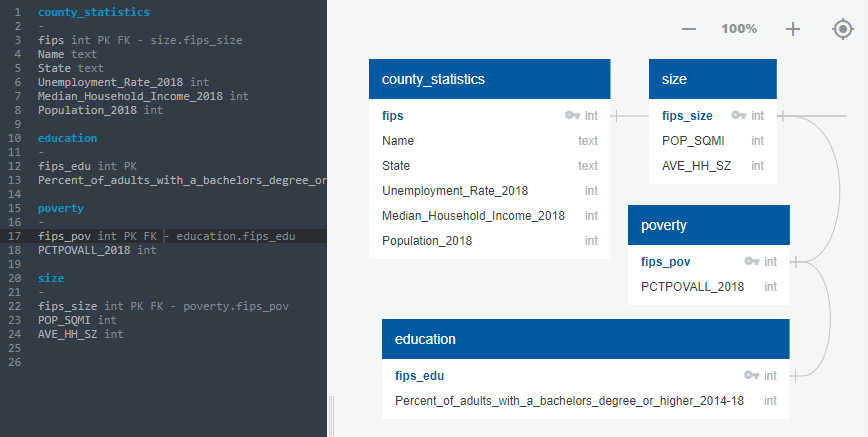 1 county_statistics
2 -
3 fips int PK FK - size.fips_size
4 Name text
5 State text
6 Unemployment_Rate_2018 int
7 Median_Household_Income_2018 int
8 Population_2018 int
9
10 education
11 -
12 fips_edu int PK
13 Percent_of_adults_with_a_bachelors_degree_or
14
15 poverty
16 -
17 fips_pov int PK FK - education.fips_edu
18 PCTPOVALL_2018 int
19
20 size
21 -
22 fips_size int PK FK - poverty.fips_pov
23 POP_SQMI int
24 AVE_HH_SZ int
25
26
100%
county_statistics
fips int
Name text
State text
Unemployment_Rate_2018 int
Median_Household_Income_2018 int
Population_2018 int
size
fips_size int
POP_SQMI int
AVE_HH_SZ int
poverty
fips_pov int
PCTPOVALL_2018 int
education
fips_edu int
Percent_of_adults_with_a_bachelors_degree_or_higher_2014-18 int